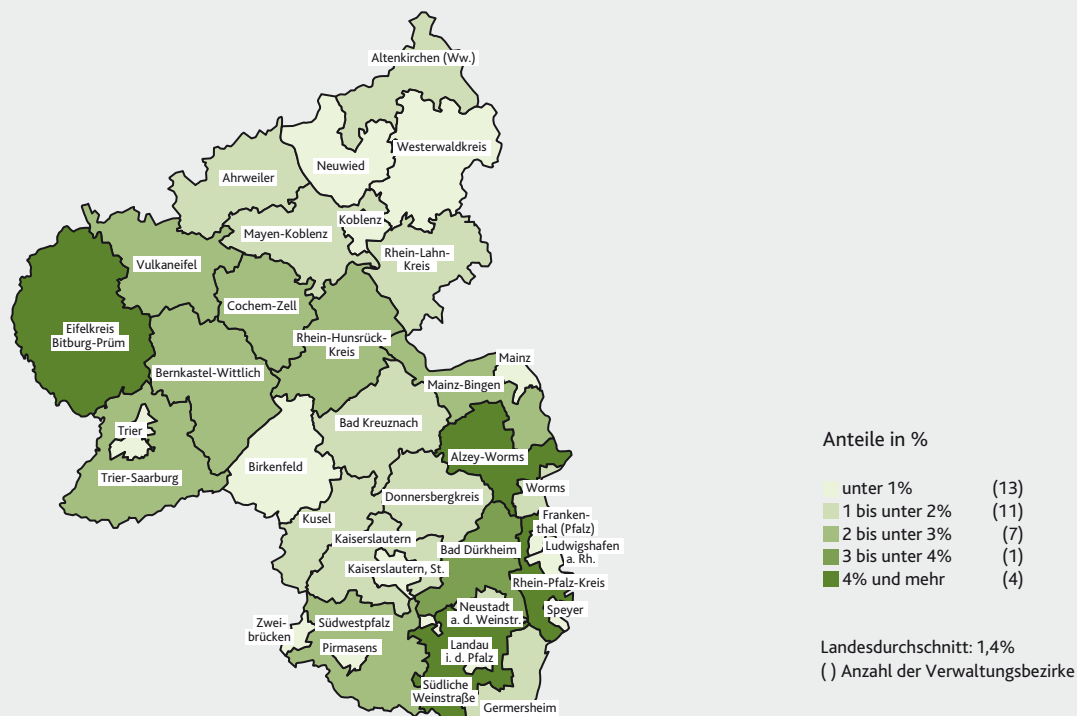 Altenkirchen (Ww.)
Westerwaldkreis
Neuwied
Ahrweiler
Koblenz
Mayen-Koblenz
Rhein-Lahn-
Kreis
Vulkaneifel
Cochem-Zell
Eifelkreis
Bitburg-Prüm
Rhein-Hunsrück-
Kreis
Mainz
Bernkastel-Wittlich
Mainz-Bingen
Trier
Bad Kreuznach
Alzey-Worms
Birkenfeld
Trier-Saarburg
Worms
Donnersbergkreis
Kusel
Franken-
thal (Pfalz)
Kaiserslautern
Bad Dürkheim
Ludwigshafen
a. Rh.
Kaiserslautern, St.
Rhein-Pfalz-Kreis
Neustadt
a. d. Weinstr.
Speyer
Zwei-
brücken
Südwestpfalz
Pirmasens
Landau
i. d. Pfalz
Südliche
Weinstraße
Germersheim
Anteile in %
unter 1% (13)
1 bis unter 2% (11)
2 bis unter 3% (7)
3 bis unter 4% (1)
4% und mehr (4)
Landesdurchschnitt: 1,4%
( ) Anzahl der Verwaltungsbezirke